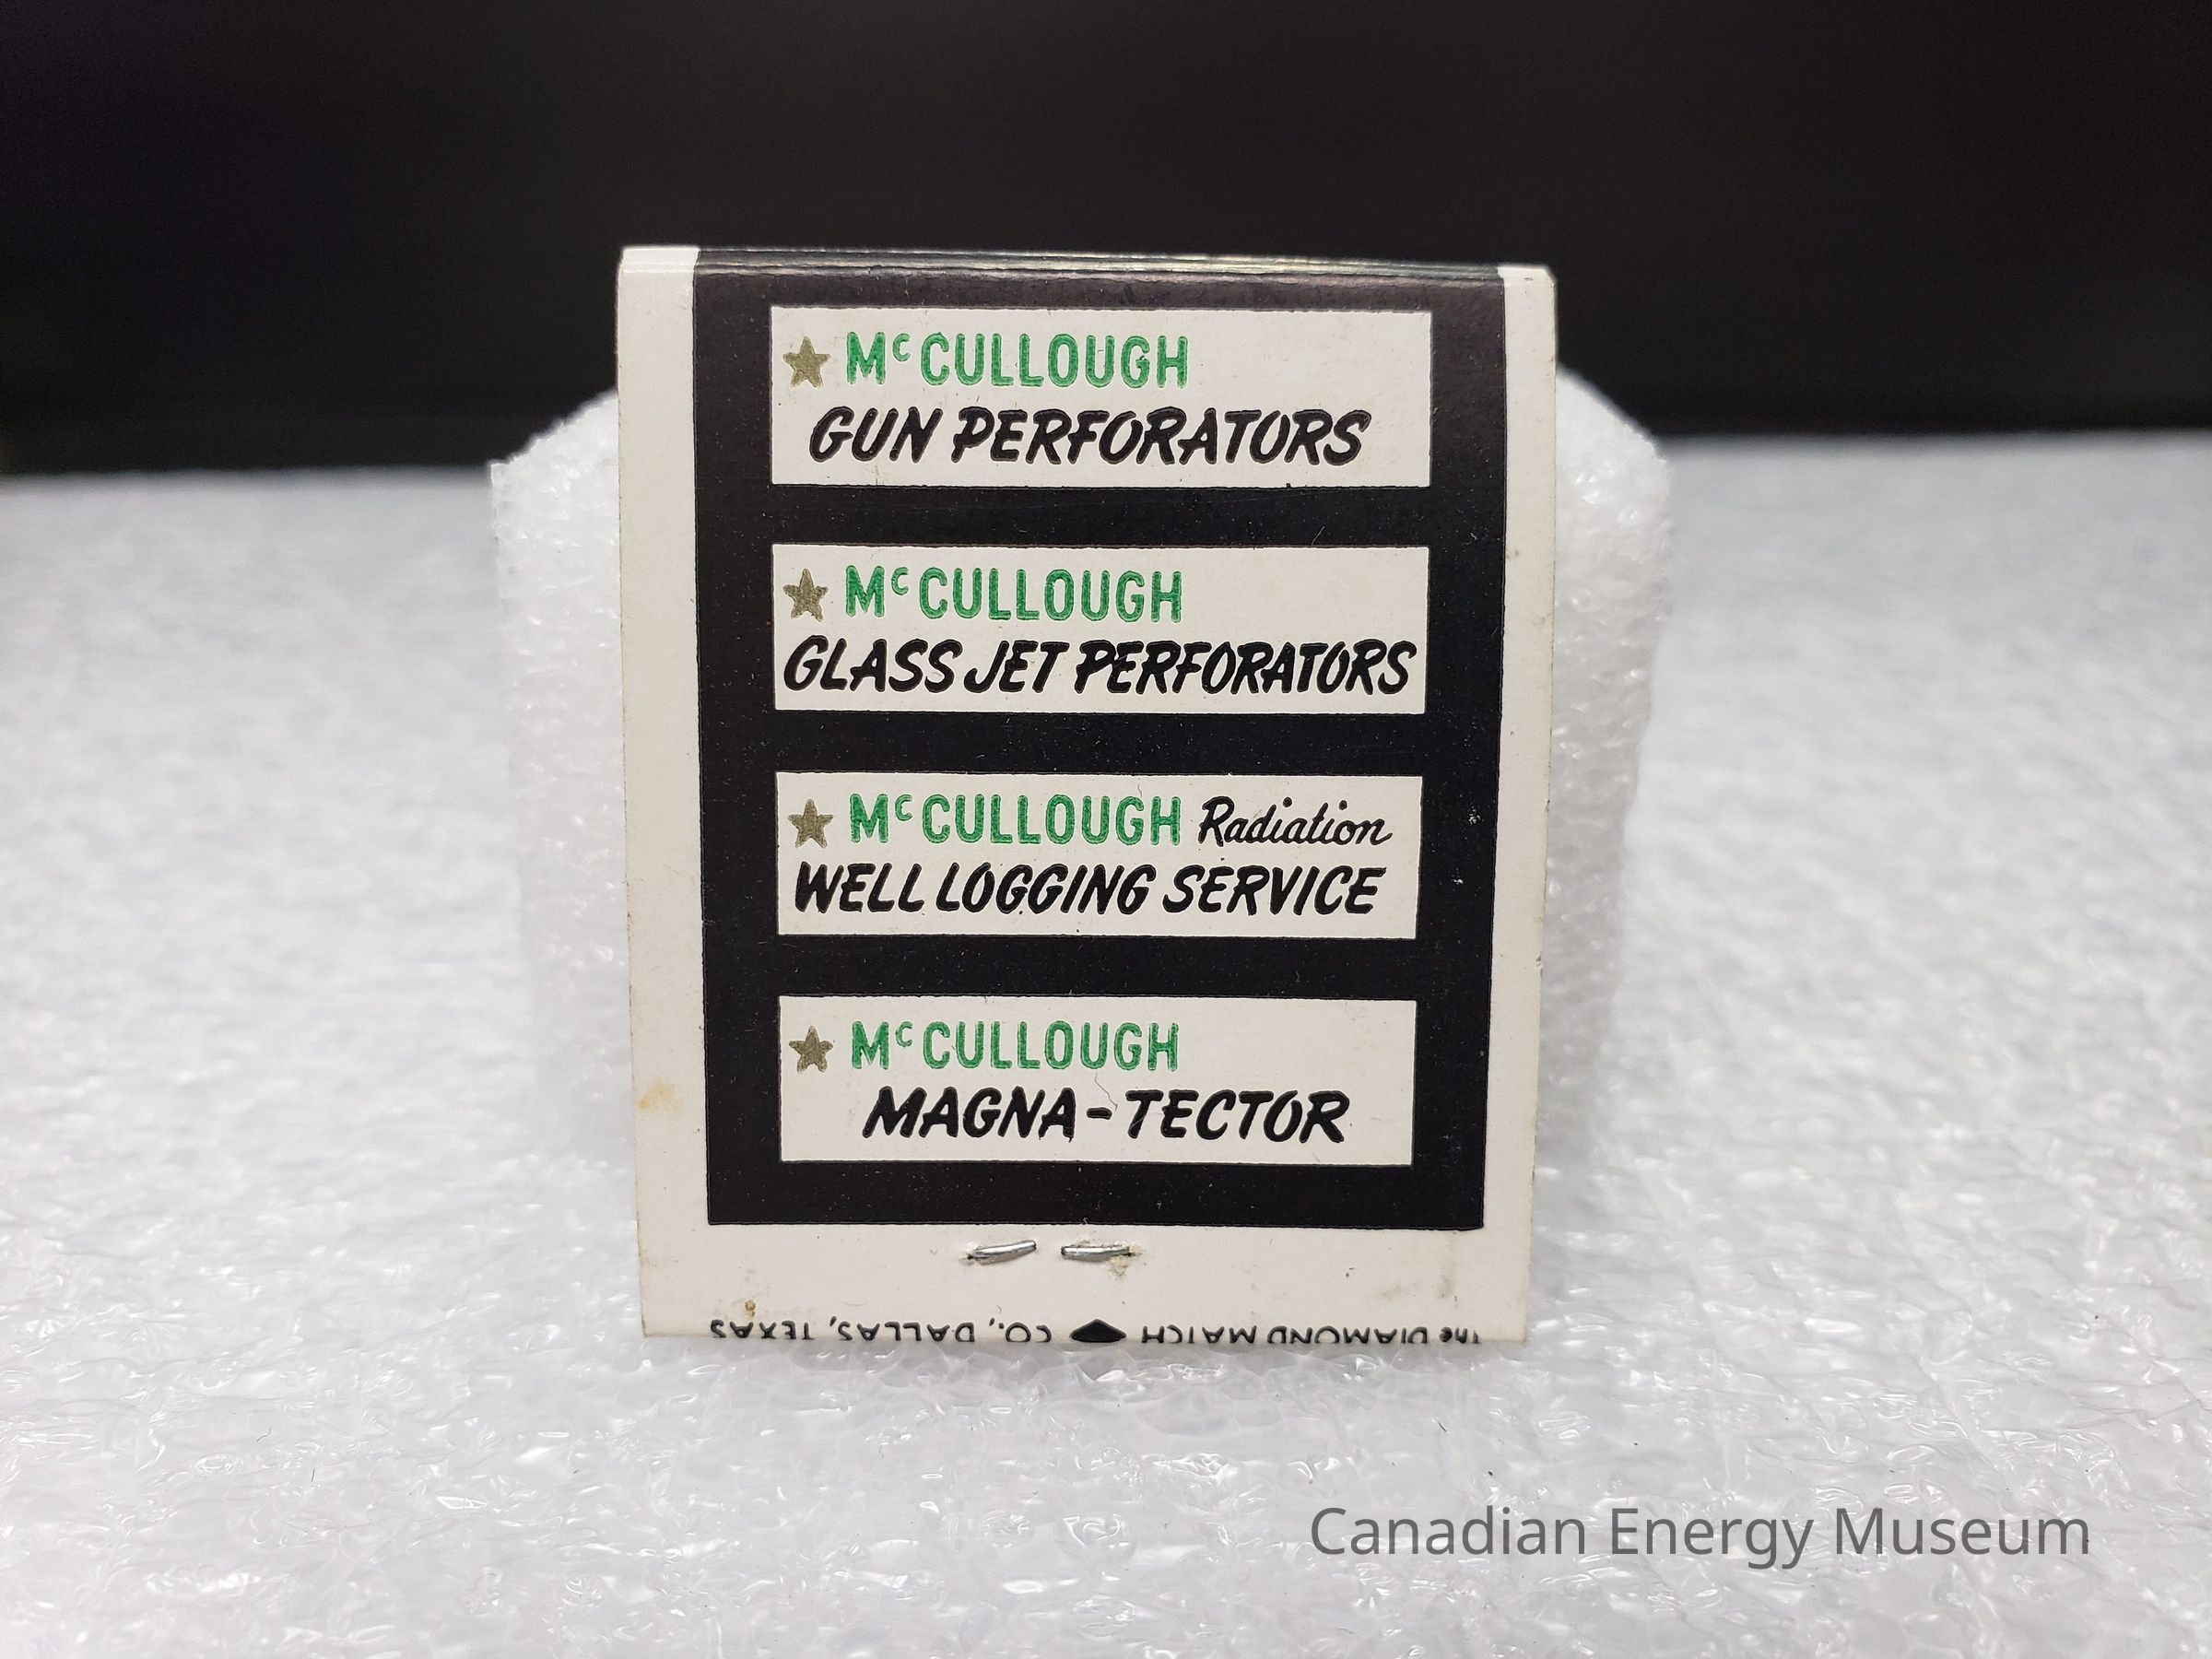 ★ McCULLOUGH
GUN PERFORATORS
★ McCULLOUGH
GLASS JET PERFORATORS
★ McCULLOUGH Radiation
WELL LOGGING SERVICE
★ McCULLOUGH
MAGNA-TECTOR
The DIAMOND MATCH CO., DALLAS, TEXAS
Canadian Energy Museum